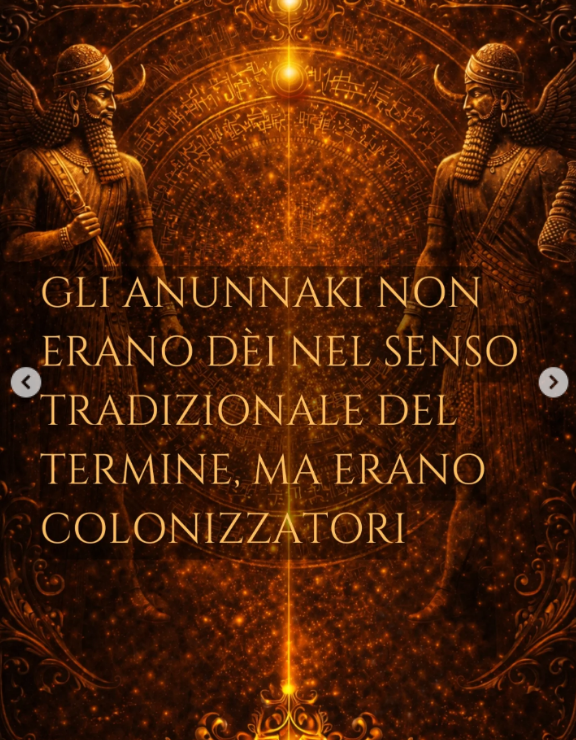 GLI ANUNNAKI NON
ERANO DÈI NEL SENSO
TRADIZIONALE DEL
TERMINE, MA ERANO
COLONIZZATORI